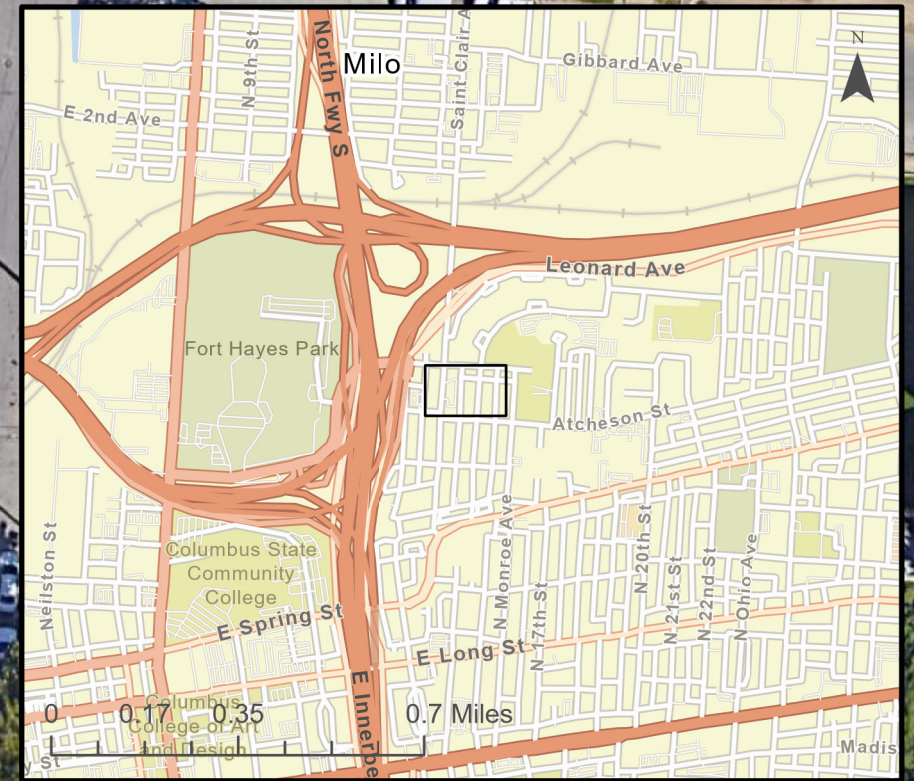 North Fwy S
Milo
N 9th St
Saint Clair A
Gibbard Ave
N
E 2nd Ave
Leonard Ave
Fort Hayes Park
Atcheson St
Neilston St
Columbus State
Community
College
E Spring St
N Monroe Ave
N 17th St
N 20th St
N 21st St
N 22nd St
N Ohio Ave
E Long St
E Innerbe
Columbus
College of Art
and Design
0 0.17 0.35 0.7 Miles
y St
Madis